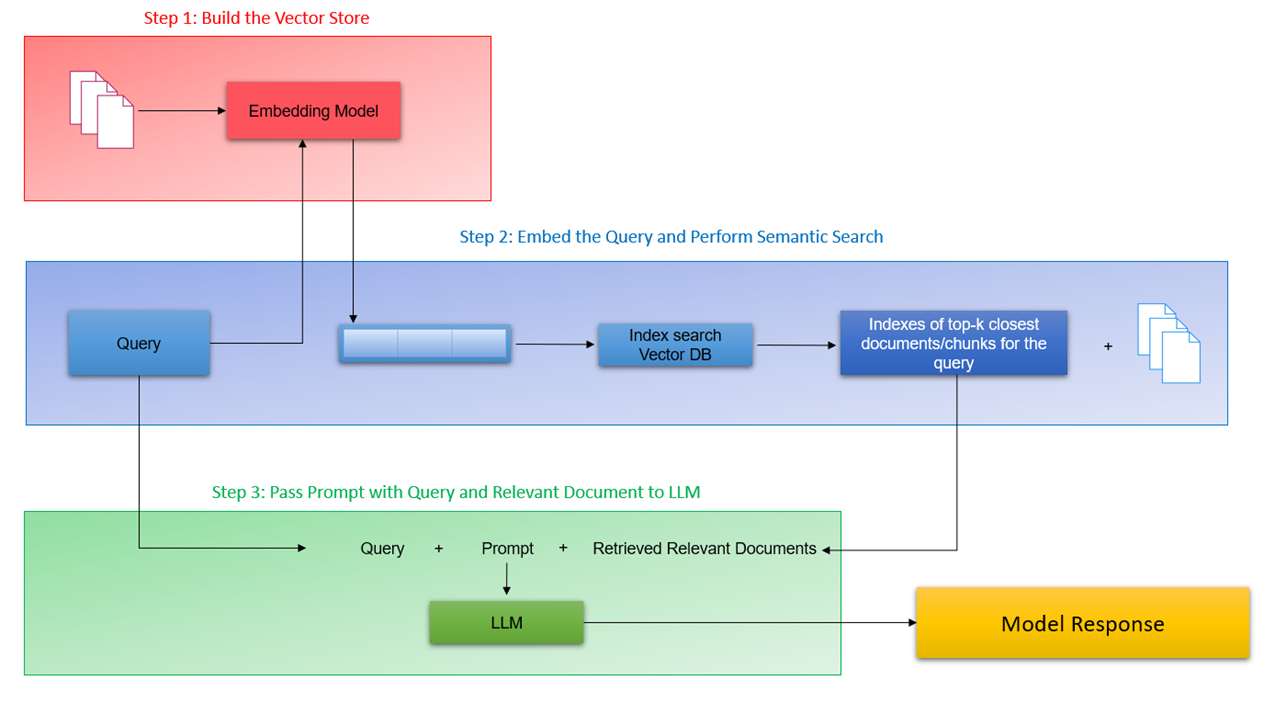 Step 1: Build the Vector Store
Embedding Model
Step 2: Embed the Query and Perform Semantic Search
Query
Index search
Vector DB
Indexes of top-k closest
documents/chunks for the
query
+
Step 3: Pass Prompt with Query and Relevant Document to LLM
Query + Prompt + Retrieved Relevant Documents
LLM
Model Response